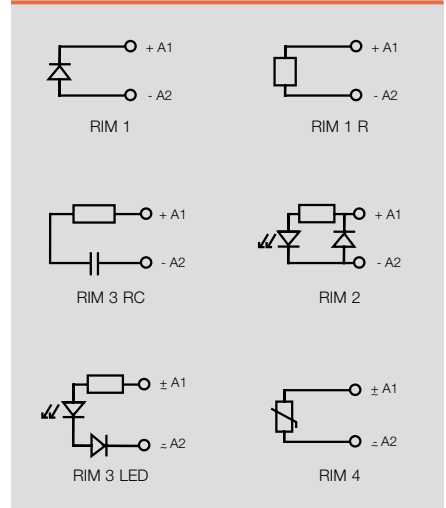 + A1
- A2
RIM 1
+ A1
- A2
RIM 1 R
+ A1
- A2
RIM 3 RC
+ A1
- A2
RIM 2
± A1
~ A2
RIM 3 LED
± A1
~ A2
RIM 4